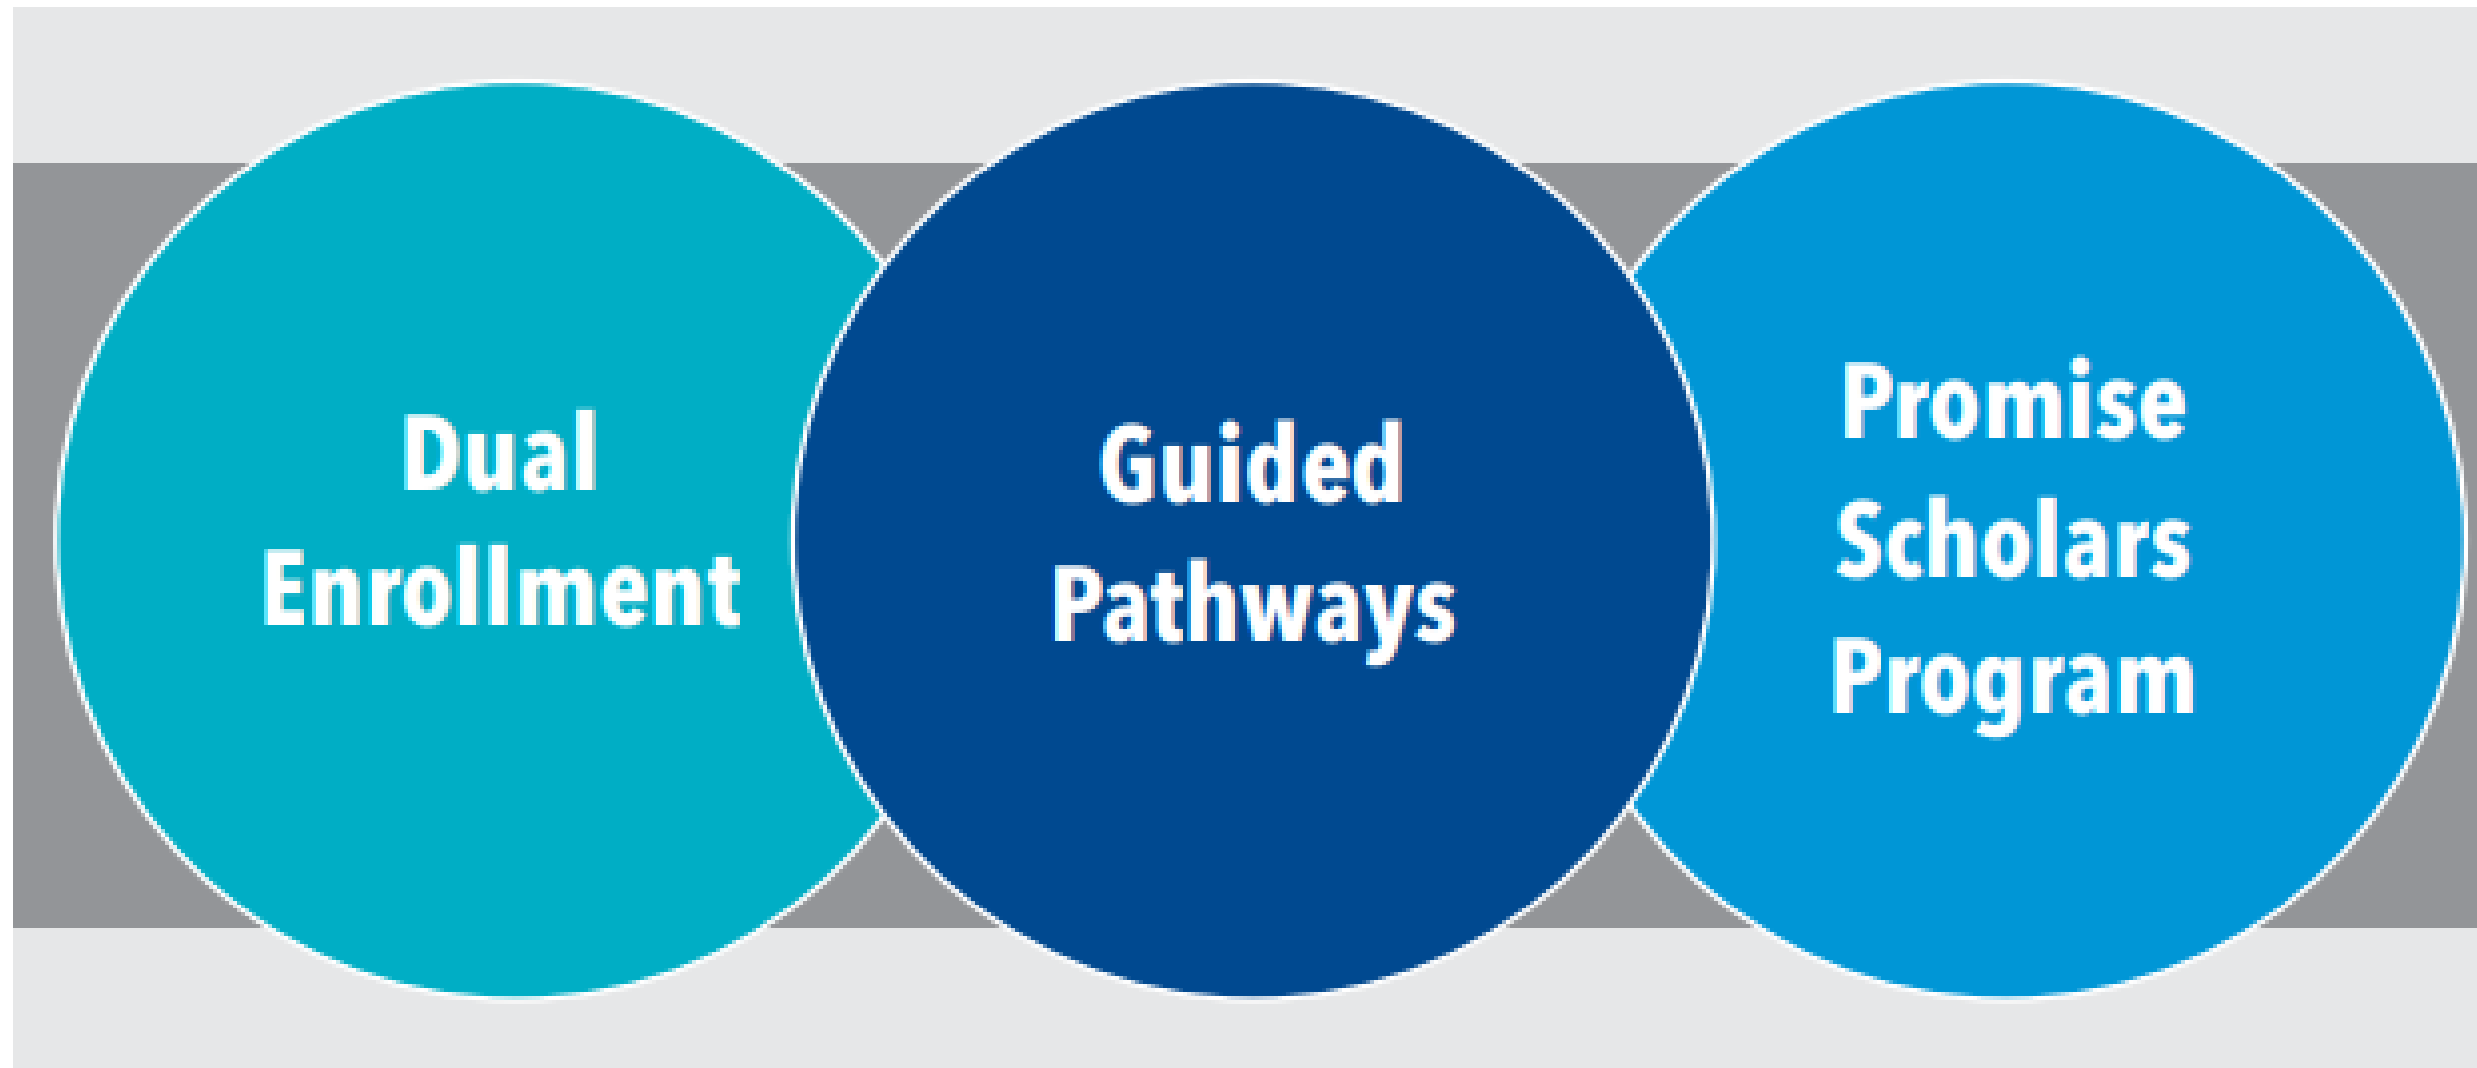 Dual
Enrollment
Guided
Pathways
Promise
Scholars
Program